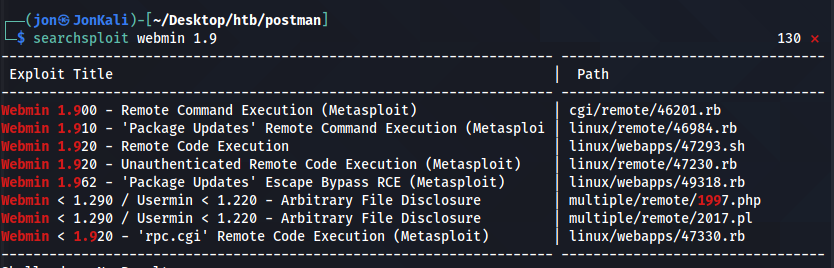 (jon㉿JonKali)-[~/Desktop/htb/postman]
$ searchsploit webmin 1.9 130 ⨯
Exploit Title | Path
Webmin 1.900 - Remote Command Execution (Metasploit) | cgi/remote/46201.rb
Webmin 1.910 - 'Package Updates' Remote Command Execution (Metasploi | linux/remote/46984.rb
Webmin 1.920 - Remote Code Execution | linux/webapps/47293.sh
Webmin 1.920 - Unauthenticated Remote Code Execution (Metasploit) | linux/remote/47230.rb
Webmin 1.962 - 'Package Updates' Escape Bypass RCE (Metasploit) | linux/webapps/49318.rb
Webmin < 1.290 / Usermin < 1.220 - Arbitrary File Disclosure | multiple/remote/1997.php
Webmin < 1.290 / Usermin < 1.220 - Arbitrary File Disclosure | multiple/remote/2017.pl
Webmin < 1.920 - 'rpc.cgi' Remote Code Execution (Metasploit) | linux/webapps/47330.rb